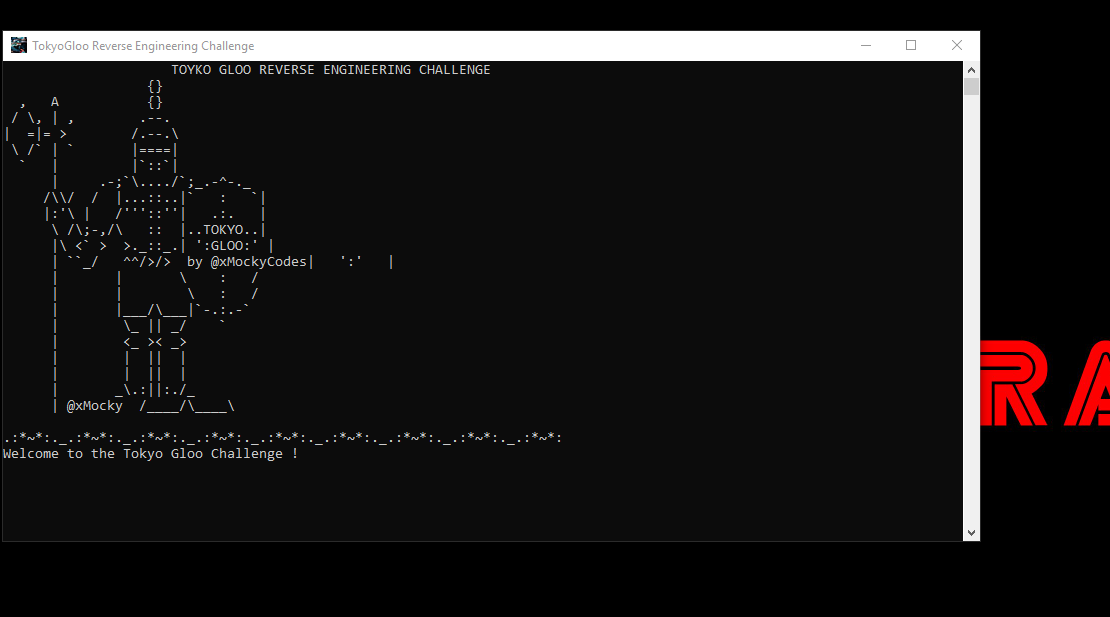 TokyoGloo Reverse Engineering Challenge
TOYKO GLOO REVERSE ENGINEERING CHALLENGE
..TOKYO..
':GLOO:'
by @xMockyCodes
RA
@xMocky
Welcome to the Tokyo Gloo Challenge !